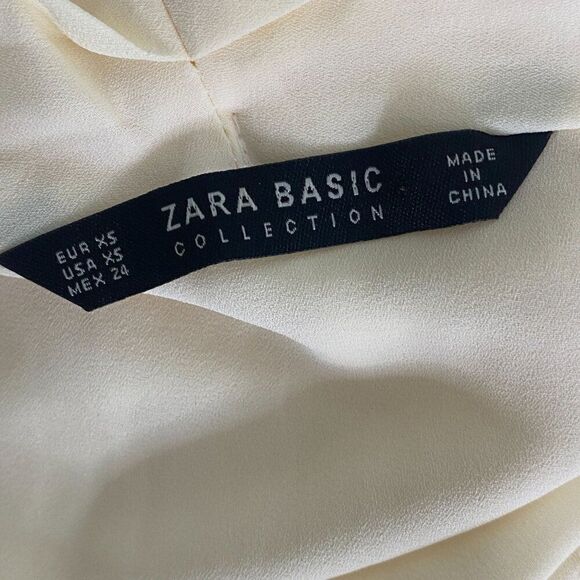 EUR XS
USA XS
MEX 24
ZARA BASIC
COLLECTION
MADE
IN
CHINA